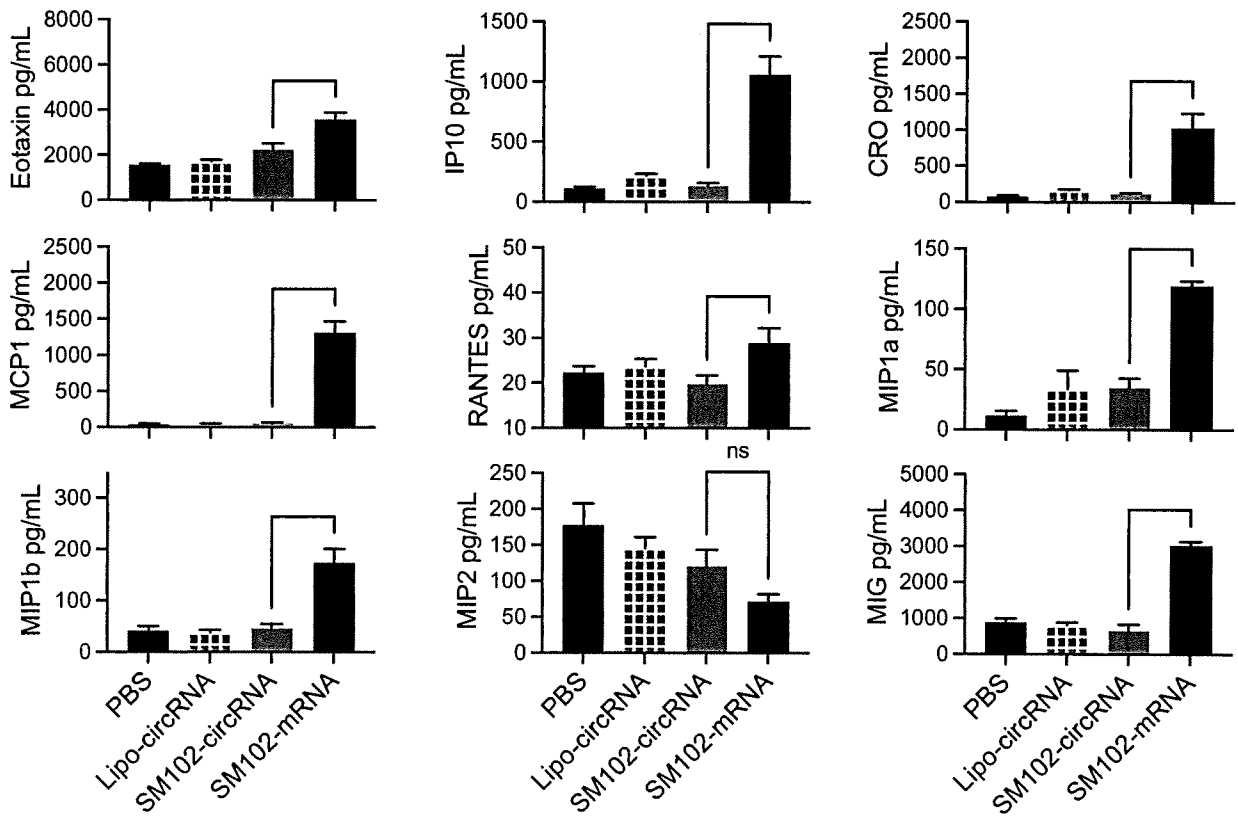 Eotaxin pg/mL
8000
6000
4000
2000
0
IP10 pg/mL
1500
1000
500
0
CRO pg/mL
2500
2000
1500
1000
500
0
MCP1 pg/mL
2500
2000
1500
1000
500
0
RANTES pg/mL
50
40
30
20
10
MIP1a pg/mL
150
100
50
0
MIP1b pg/mL
300
200
100
0
ns
MIP2 pg/mL
250
200
150
100
50
0
MIG pg/mL
5000
4000
3000
2000
1000
0
PBS
Lipo-circRNA
SM102-circRNA
SM102-mRNA
PBS
Lipo-circRNA
SM102-circRNA
SM102-mRNA
PBS
Lipo-circRNA
SM102-circRNA
SM102-mRNA